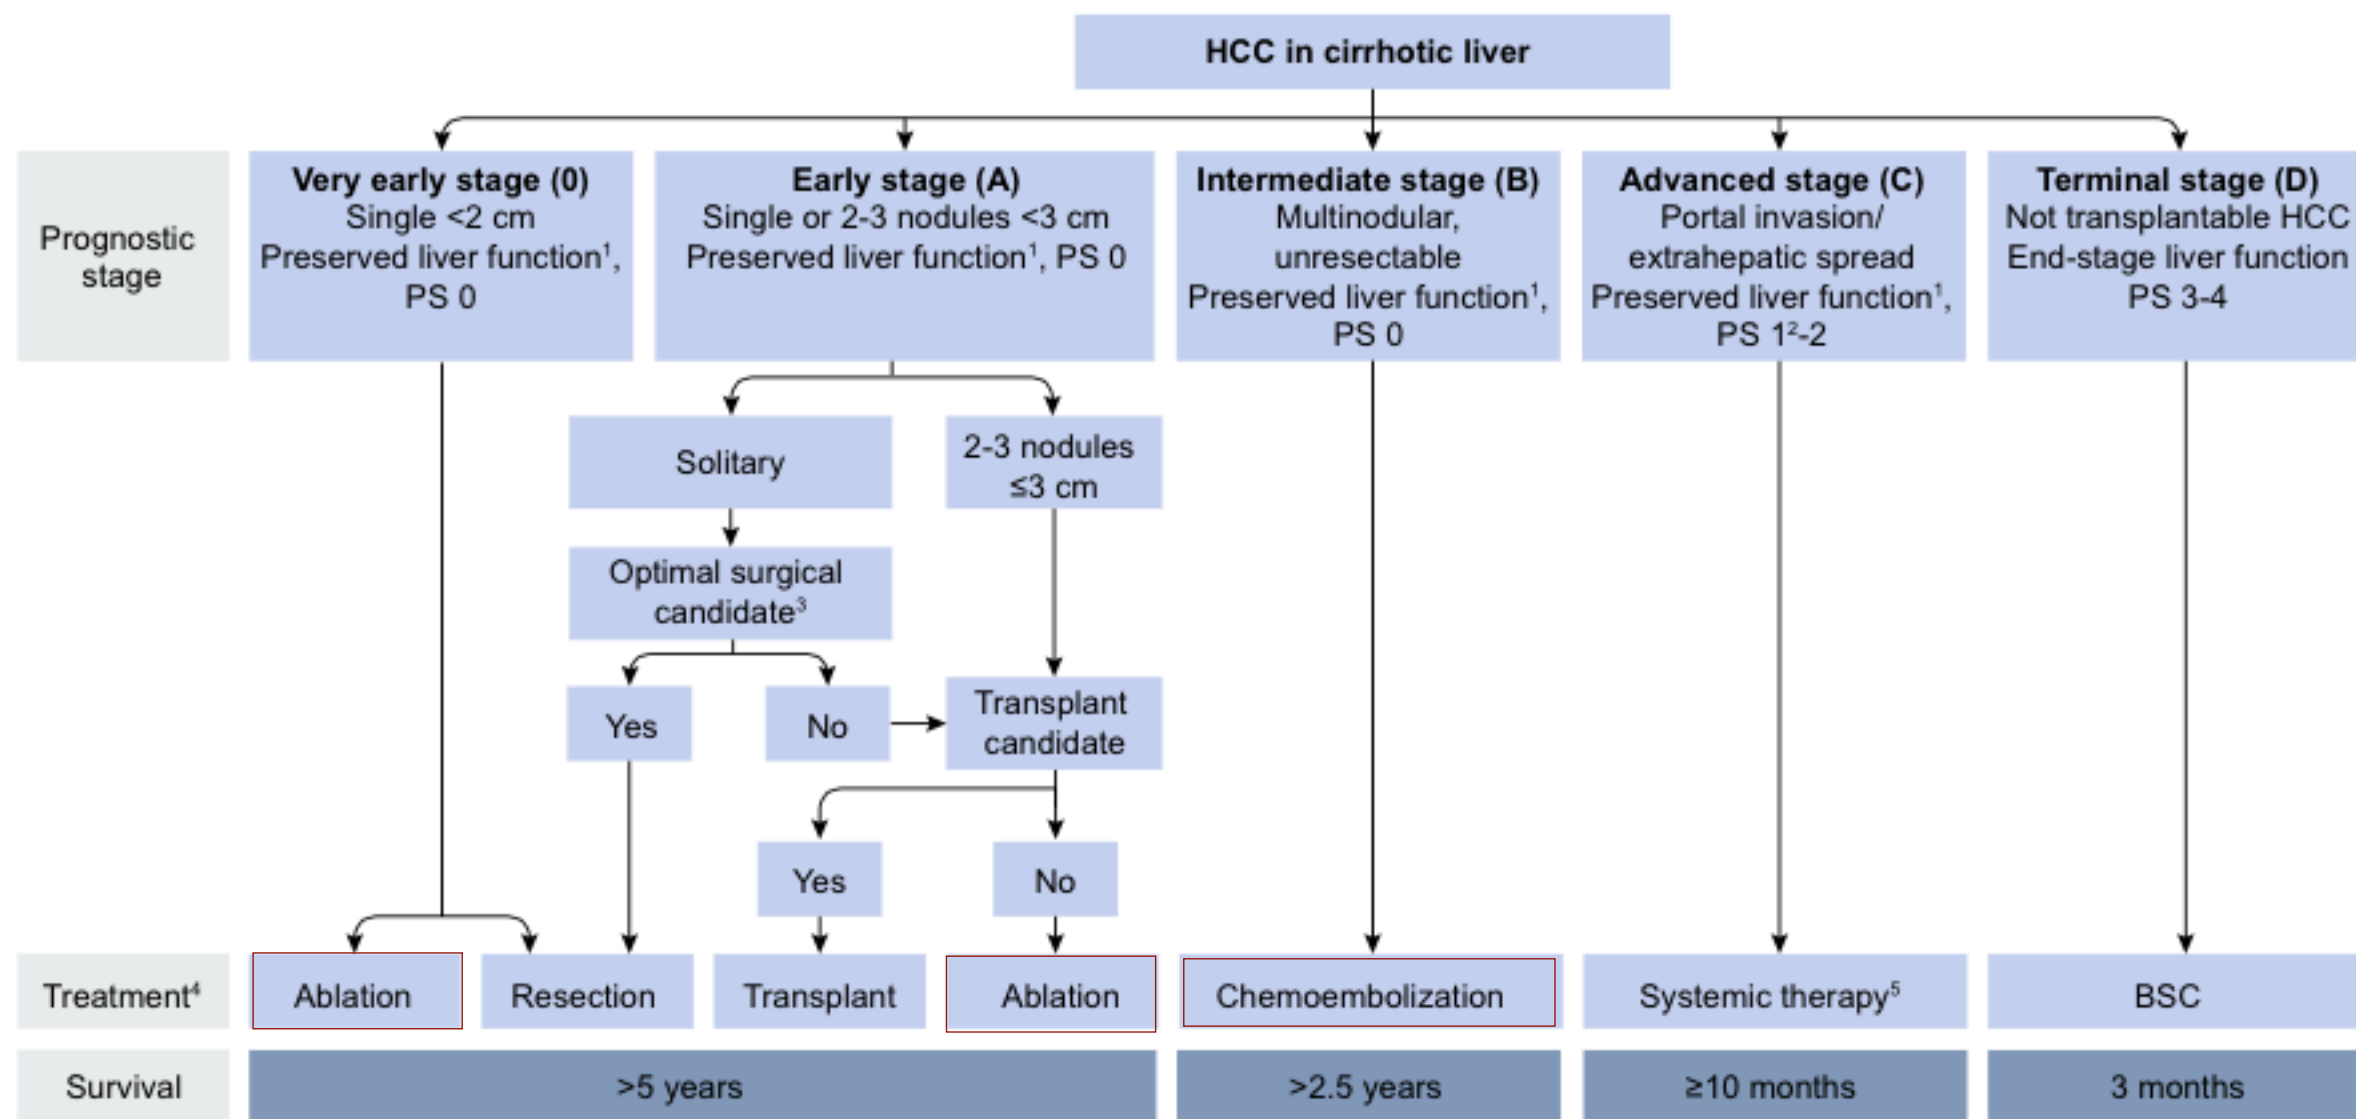 HCC in cirrhotic liver
Prognostic
stage
Very early stage (0)
Single <2 cm
Preserved liver function¹,
PS 0
Early stage (A)
Single or 2-3 nodules <3 cm
Preserved liver function¹, PS 0
Intermediate stage (B)
Multinodular,
unresectable
Preserved liver function¹,
PS 0
Advanced stage (C)
Portal invasion/
extrahepatic spread
Preserved liver function¹,
PS 1²-2
Terminal stage (D)
Not transplantable HCC
End-stage liver function
PS 3-4
Solitary
2-3 nodules
≤3 cm
Optimal surgical
candidate³
Yes
No
Transplant
candidate
Yes
No
Treatment⁴
Ablation
Resection
Transplant
Ablation
Chemoembolization
Systemic therapy⁵
BSC
Survival
>5 years
>2.5 years
≥10 months
3 months